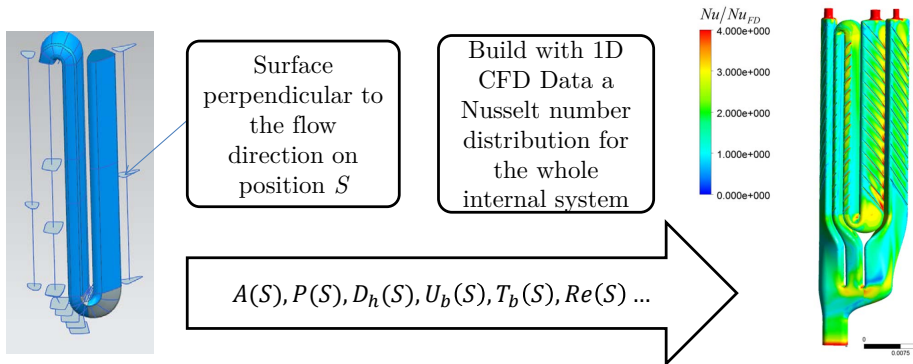 Surface
perpendicular to
the flow
direction on
position S
Build with 1D
CFD Data a
Nusselt number
distribution for
the whole
internal system
A(S), P(S), D_h(S), U_b(S), T_b(S), Re(S) ...
Nu/Nu_FD
4.000e+000
3.000e+000
2.000e+000
1.000e+000
0.000e+000
0
0.0075